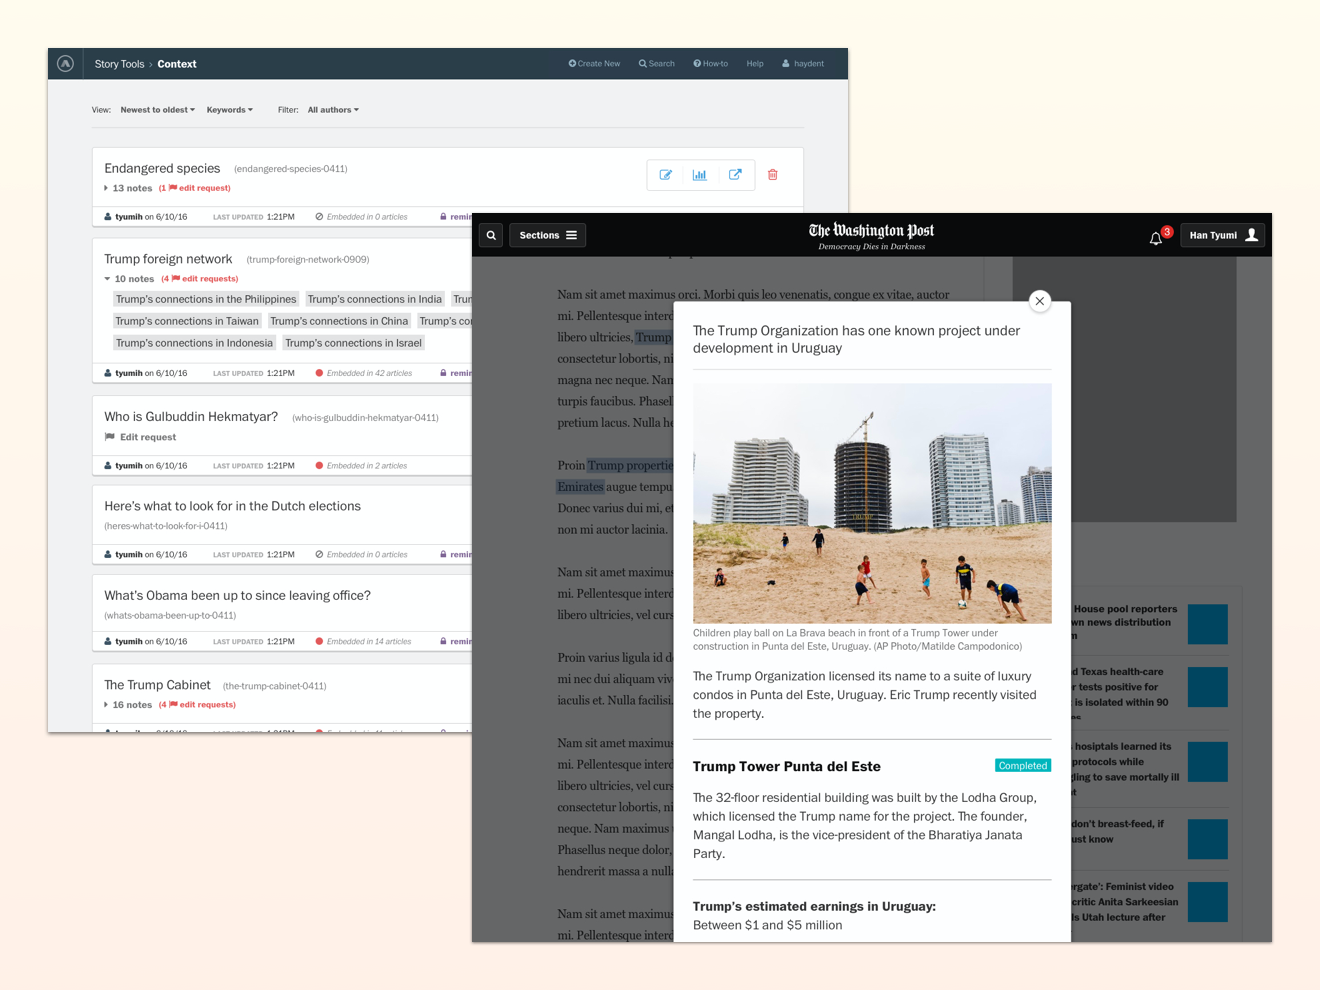 Story Tools › Context
Create New Search How-to Help haydent
View: Newest to oldest Keywords Filter: All authors
Endangered species (endangered-species-0411)
13 notes (1 edit request)
tyumih on 6/10/16 LAST UPDATED 1:21PM Embedded in 0 articles remin
Trump foreign network (trump-foreign-network-0909)
10 notes (4 edit requests)
Trump's connections in the Philippines Trump's connections in India Trum
Trump's connections in Taiwan Trump's connections in China Trump's co
Trump's connections in Indonesia Trump's connections in Israel
tyumih on 6/10/16 LAST UPDATED 1:21PM Embedded in 42 articles remin
Who is Gulbuddin Hekmatyar? (who-is-gulbuddin-hekmatyar-0411)
Edit request
tyumih on 6/10/16 LAST UPDATED 1:21PM Embedded in 2 articles remin
Here's what to look for in the Dutch elections
(heres-what-to-look-for-i-0411)
tyumih on 6/10/16 LAST UPDATED 1:21PM Embedded in 0 articles remin
What's Obama been up to since leaving office?
(whats-obama-been-up-to-0411)
tyumih on 6/10/16 LAST UPDATED 1:21PM Embedded in 14 articles remin
The Trump Cabinet (the-trump-cabinet-0411)
16 notes (4 edit requests)
Sections
The Washington Post
Democracy Dies in Darkness
3
Han Tyumi
Nam sit amet maximus orci. Morbi quis leo venenatis, congue ex vitae, auctor
mi. Pellentesque interd
libero ultricies, Trump
consectetur lobortis, ni
magna nec neque. Nam
turpis faucibus. Phasel
pretium lacus. Nulla he
Proin Trump propertie
Emirates augue tempu
Donec varius dui mi, et
non mi auctor lacinia.
Nam sit amet maximus
mi. Pellentesque interd
libero ultricies, vel curs
Proin varius ligula id d
mi nec dui aliquam viv
iaculis et. Nulla facilisi.
Nam sit amet maximus
mi. Pellentesque interd
libero ultricies, vel curs
consectetur lobortis, ni
neque. Nam maximus
Phasellus neque dolor,
hendrerit massa a null
Nam sit amet maximus
mi. Pellentesque interd
The Trump Organization has one known project under
development in Uruguay
Children play ball on La Brava beach in front of a Trump Tower under
construction in Punta del Este, Uruguay. (AP Photo/Matilde Campodonico)
The Trump Organization licensed its name to a suite of luxury
condos in Punta del Este, Uruguay. Eric Trump recently visited
the property.
Trump Tower Punta del Este Completed
The 32-floor residential building was built by the Lodha Group,
which licensed the Trump name for the project. The founder,
Mangal Lodha, is the vice-president of the Bharatiya Janata
Party.
Trump's estimated earnings in Uruguay:
Between $1 and $5 million
House pool reporters
wn news distribution
m
d Texas health-care
r tests positive for
is isolated within 90
hosiptals learned its
protocols while
gling to save mortally ill
nt
don't breast-feed, if
ust know
ergate': Feminist video
critic Anita Sarkeesian
ls Utah lecture after